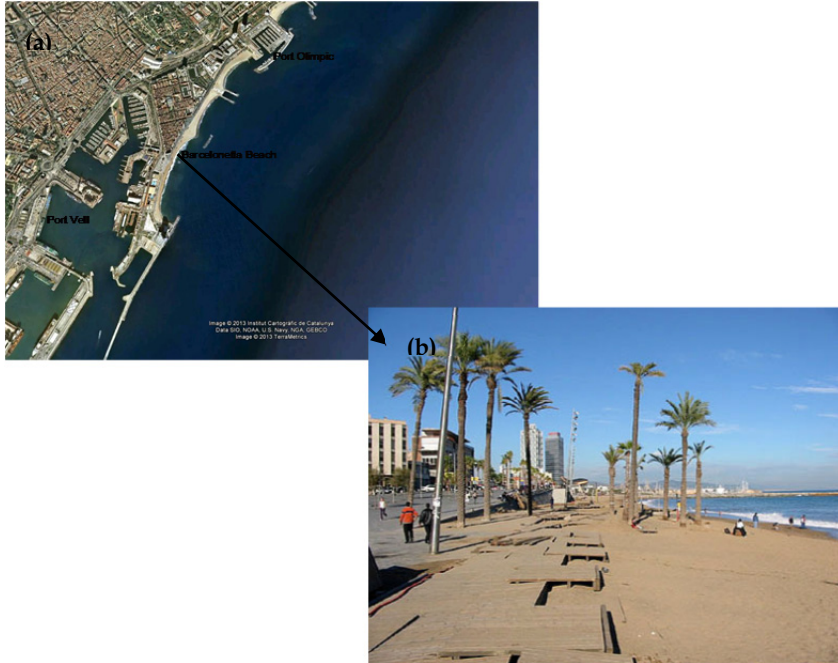 (a)
Port Olimpic
Barcelonetta Beach
Port Vell
Image © 2013 Institut Cartogràfic de Catalunya
Data SIO, NOAA, U.S. Navy, NGA, GEBCO
Image © 2013 TerraMetrics
(b)